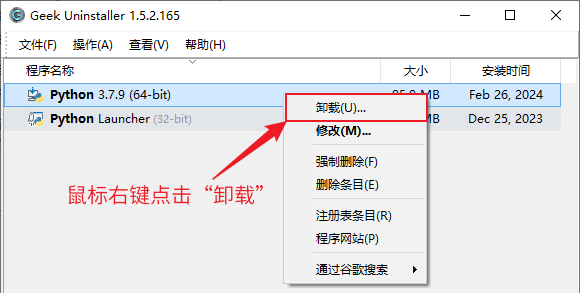 Geek Uninstaller 1.5.2.165
文件(F) 操作(A) 查看(V) 帮助(H)
程序名称 大小 安装时间
Python 3.7.9 (64-bit) MB Feb 26, 2024
Python Launcher (32-bit) MB Dec 25, 2023
卸载(U)...
修改(M)...
强制删除(F)
删除条目(E)
注册表条目(R)
程序网站(P)
通过谷歌搜索
鼠标右键点击“卸载”